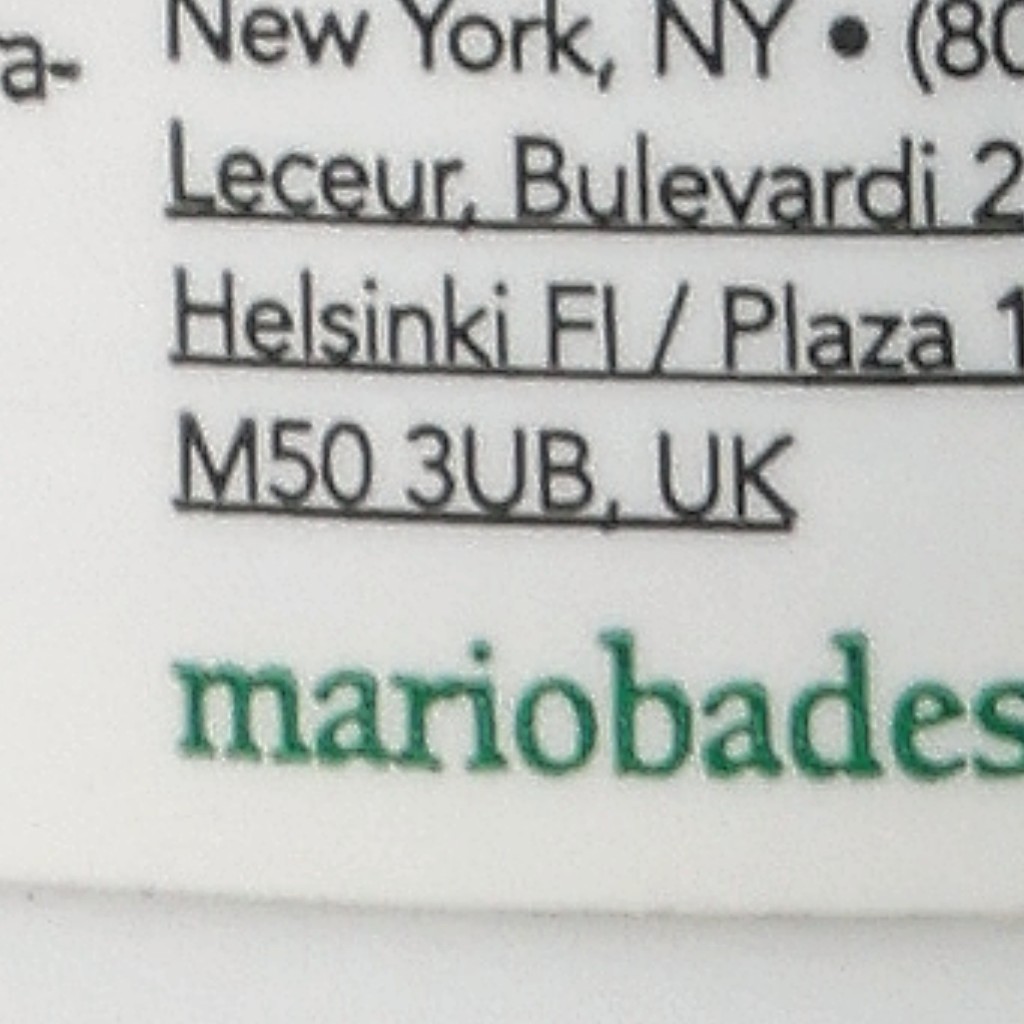 a-
New York, NY • (80
Leceur, Bulevardi 2
Helsinki FI / Plaza 1
M50 3UB, UK
mariobades